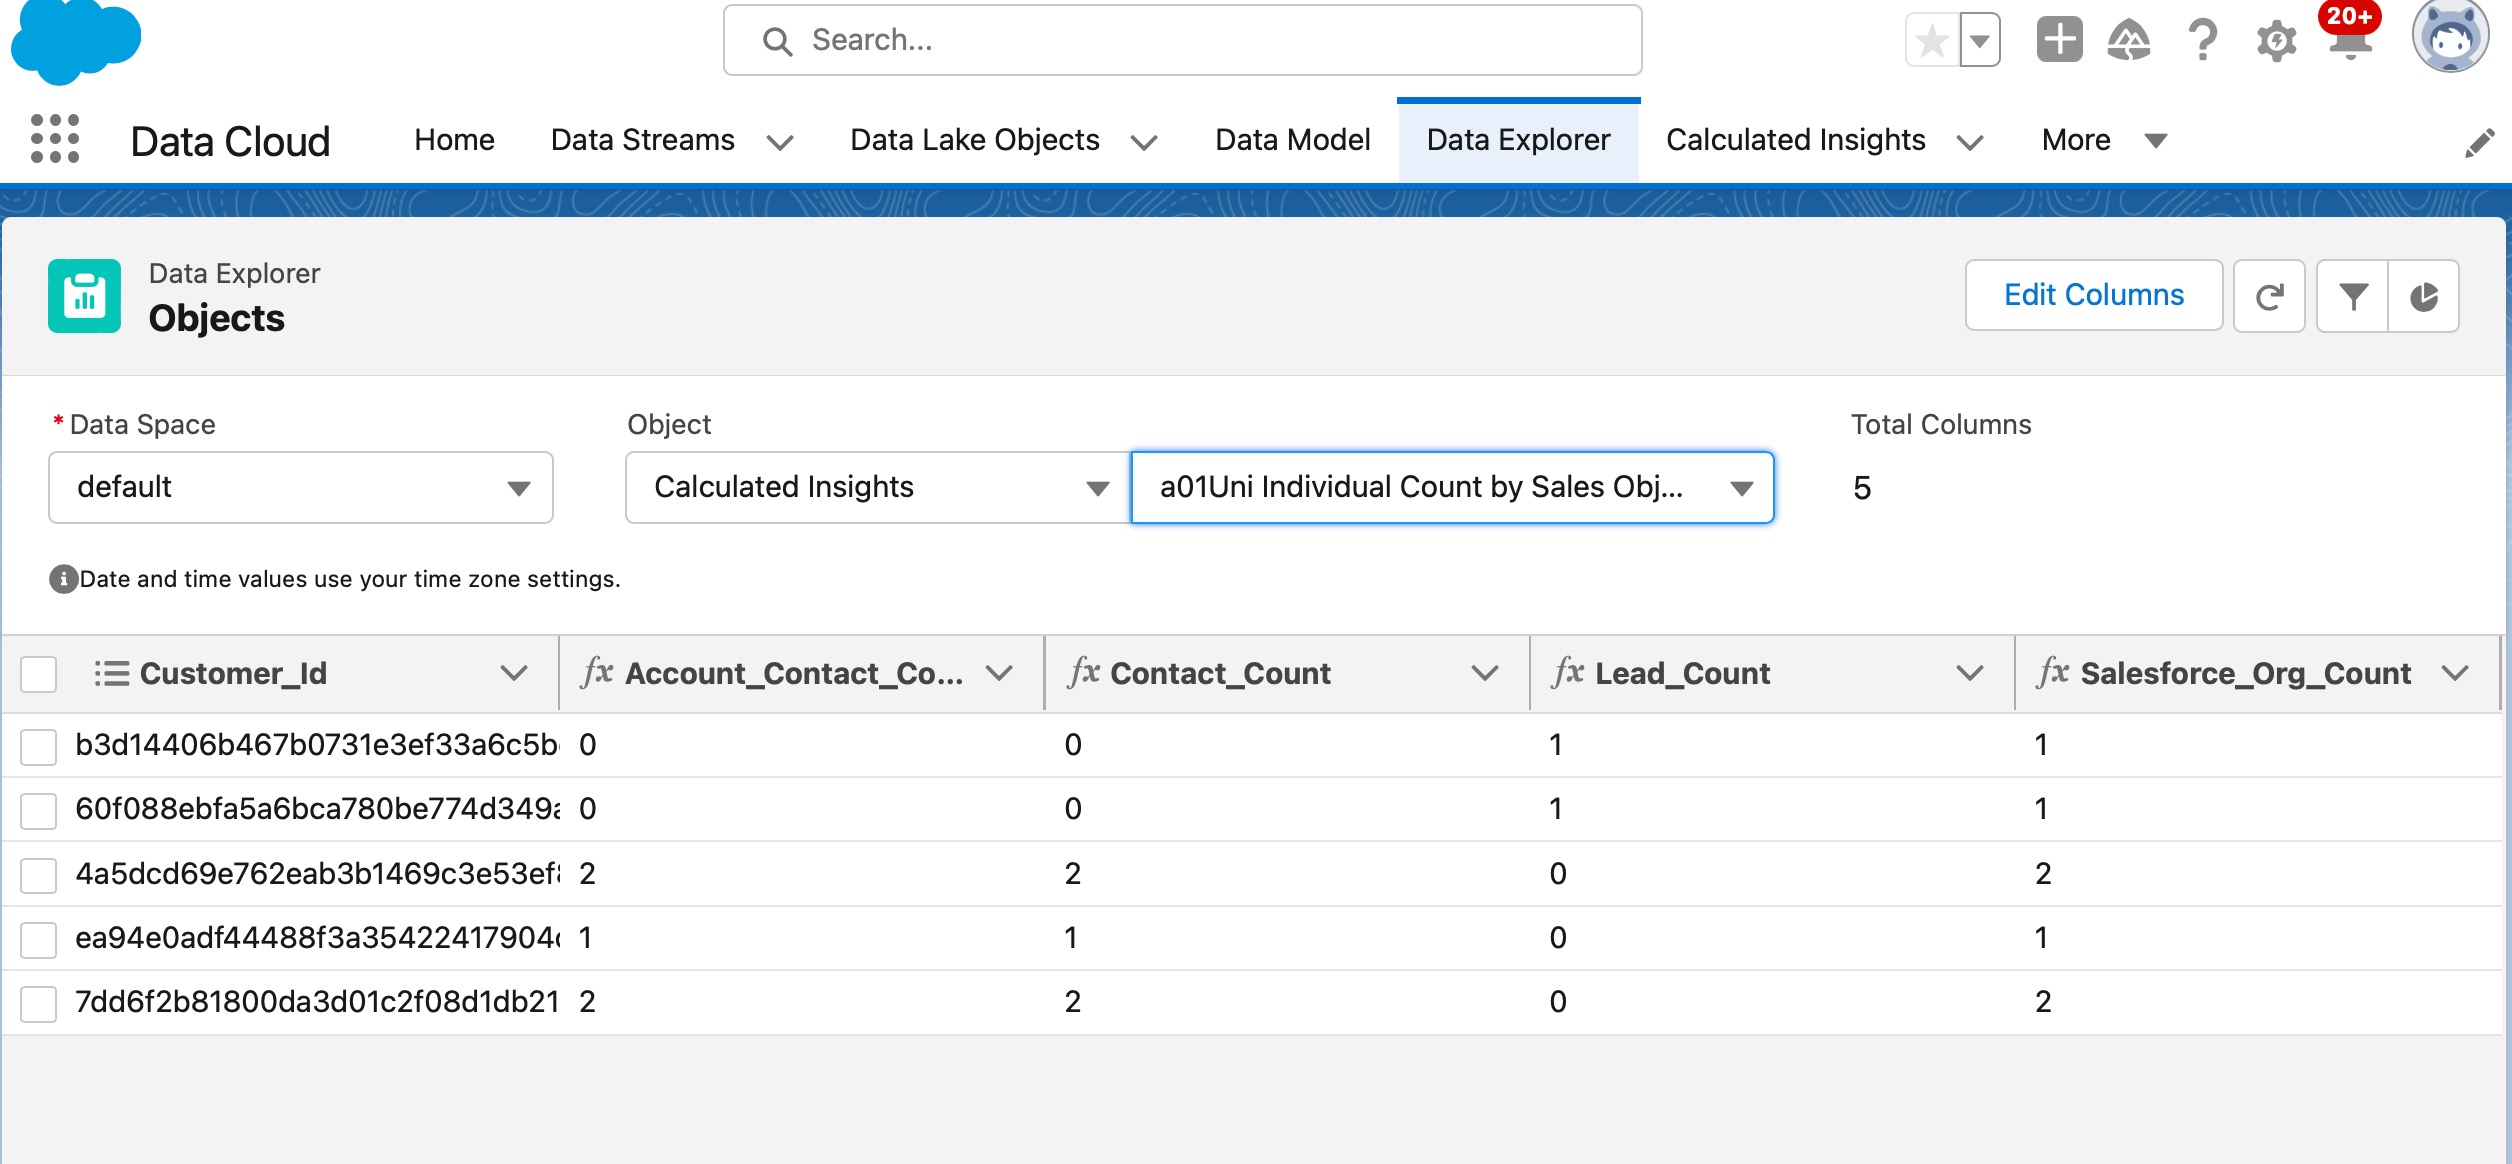 Search...
20+
Data Cloud Home Data Streams Data Lake Objects Data Model Data Explorer Calculated Insights More
Data Explorer
Objects
Edit Columns
* Data Space
default
Object
Calculated Insights
a01Uni Individual Count by Sales Obj...
Total Columns
5
Date and time values use your time zone settings.
Customer_Id Account_Contact_Co... Contact_Count Lead_Count Salesforce_Org_Count
b3d14406b467b0731e3ef33a6c5b 0 0 1 1
60f088ebfa5a6bca780be774d349 0 0 1 1
4a5dcd69e762eab3b1469c3e53ef 2 2 0 2
ea94e0adf44488f3a35422417904 1 1 0 1
7dd6f2b81800da3d01c2f08d1db21 2 2 0 2